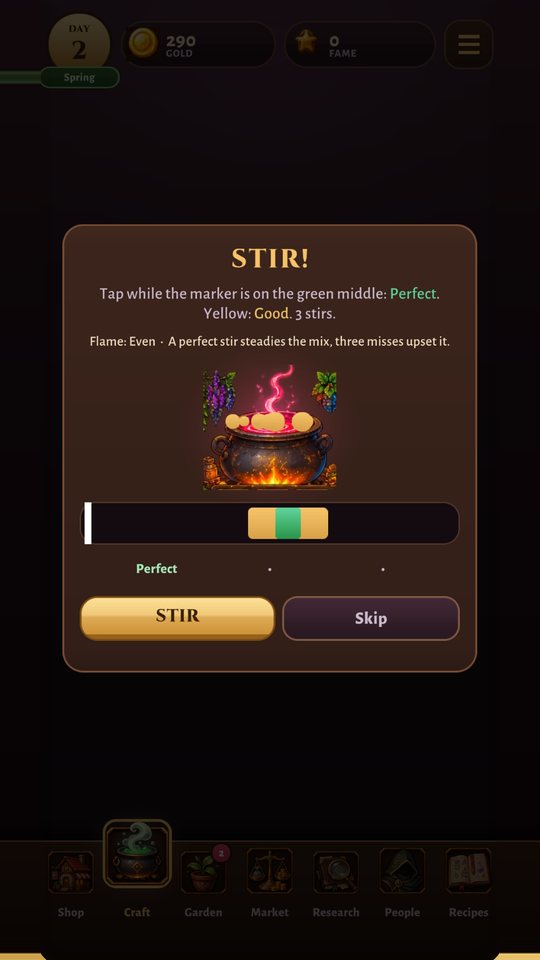 DAY
2
Spring
290
GOLD
0
FAME
STIR!
Tap while the marker is on the green middle: Perfect.
Yellow: Good. 3 stirs.
Flame: Even · A perfect stir steadies the mix, three misses upset it.
Perfect · ·
STIR
Skip
2
Shop
Craft
Garden
Market
Research
People
Recipes